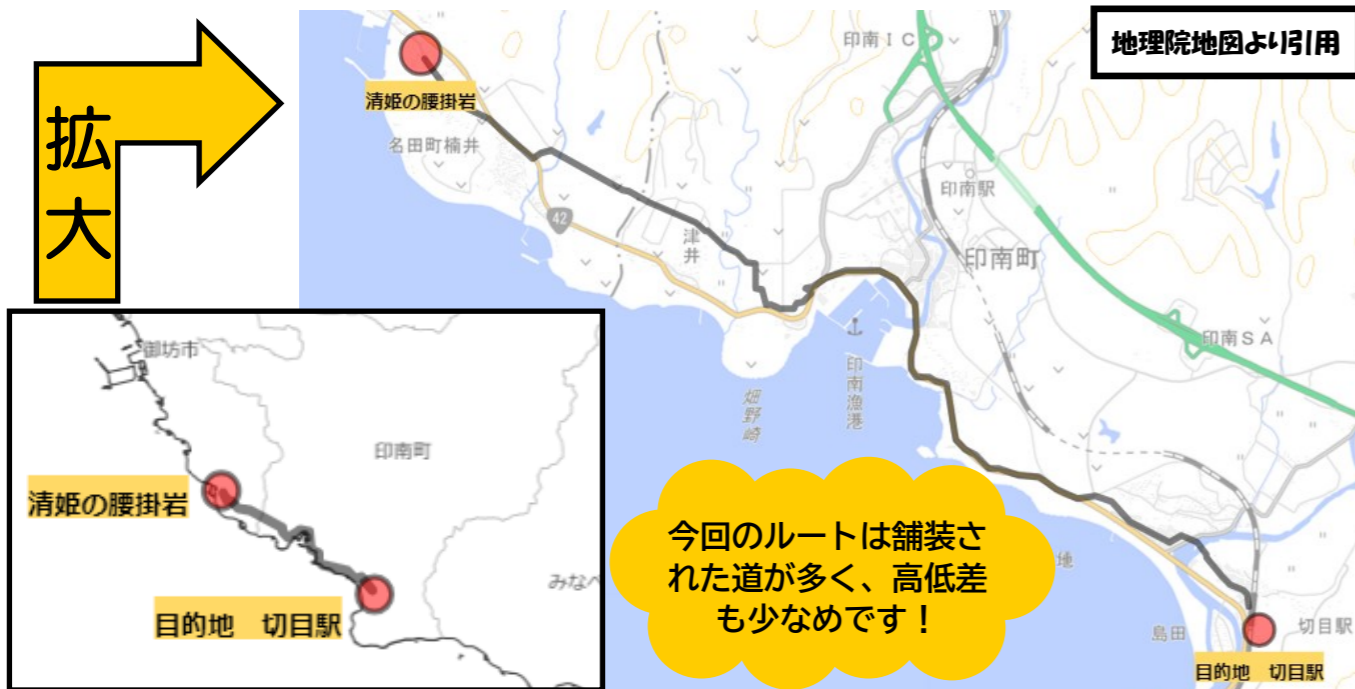 拡大
地理院地図より引用
印南ＩＣ
清姫の腰掛岩
名田町楠井
印南駅
42
津井
印南町
印南ＳＡ
畑野崎
印南漁港
御坊市
印南町
清姫の腰掛岩
みなべ
目的地　切目駅
今回のルートは舗装さ
れた道が多く、高低差
も少なめです！
地
島田
切目駅
目的地　切目駅